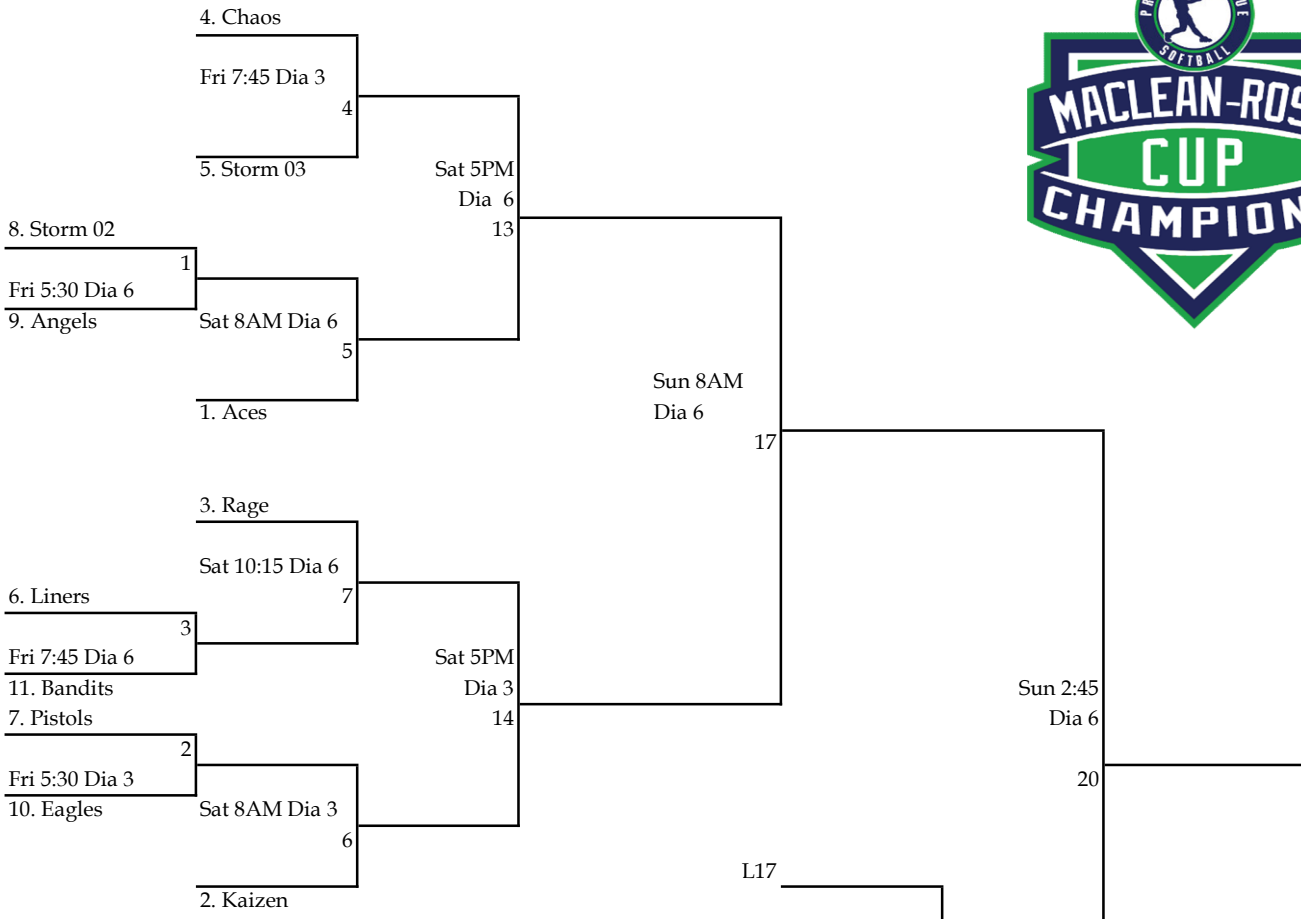 4. Chaos
Fri 7:45 Dia 3
4
5. Storm 03
Sat 5PM
Dia 6
13
8. Storm 02
1
Fri 5:30 Dia 6
9. Angels
Sat 8AM Dia 6
5
1. Aces
Sun 8AM
Dia 6
17
3. Rage
Sat 10:15 Dia 6
7
6. Liners
3
Fri 7:45 Dia 6
11. Bandits
7. Pistols
2
Fri 5:30 Dia 3
10. Eagles
Sat 5PM
Dia 3
14
Sat 8AM Dia 3
6
2. Kaizen
Sun 2:45
Dia 6
20
L17
SOFTBALL
MACLEAN-ROS
CUP
CHAMPION